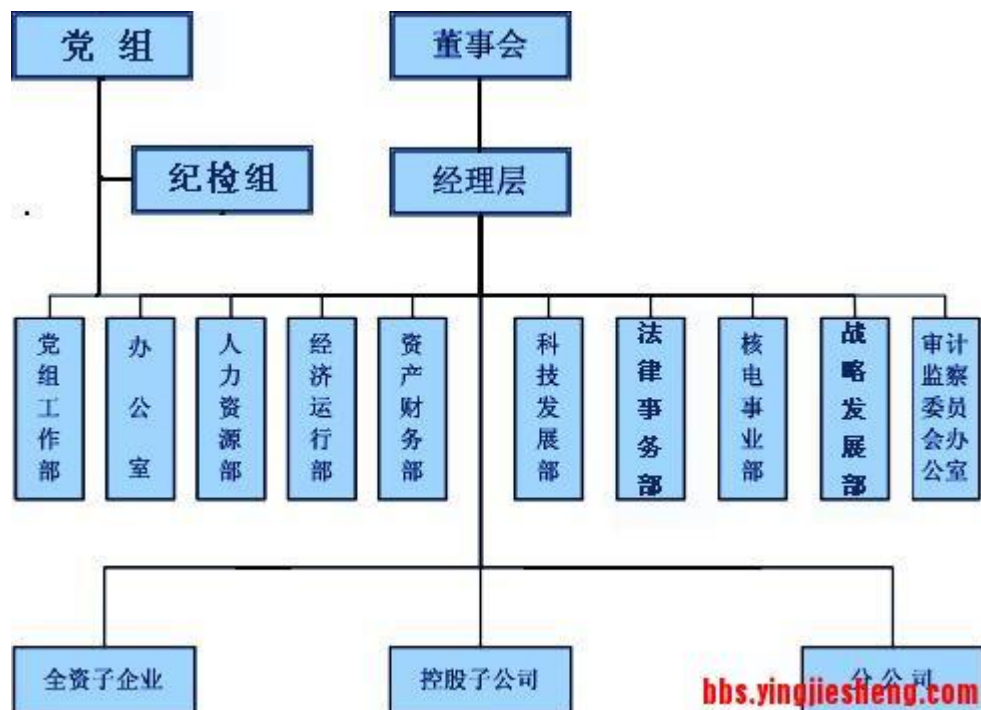 党 组
董事会
纪检组
经理层
党组工作部
办公室
人力资源部
经济运行部
资产财务部
科技发展部
法律事务部
核电事业部
战略发展部
审计监察委员会办公室
全资子企业
控股子公司
分公司
bbs.yingjiesheng.com